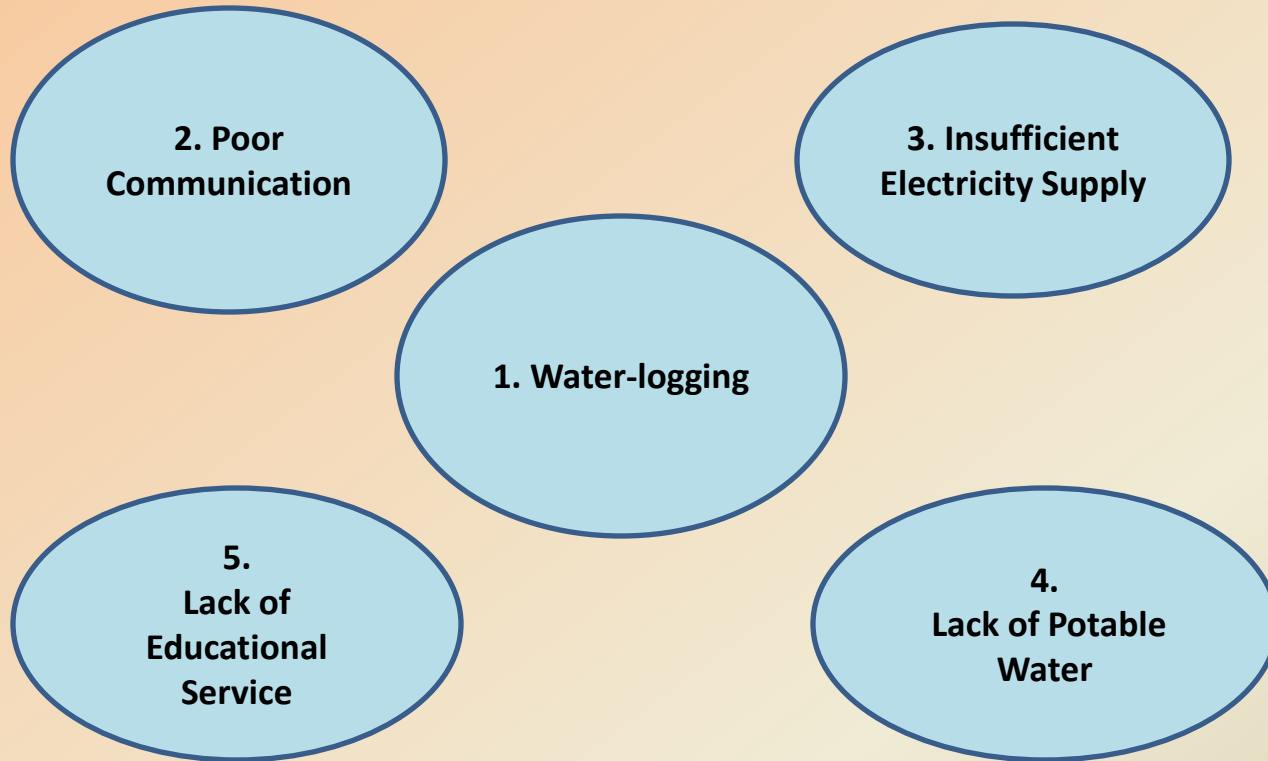 2. Poor
Communication
3. Insufficient
Electricity Supply
1. Water-logging
5.
Lack of
Educational
Service
4.
Lack of Potable
Water